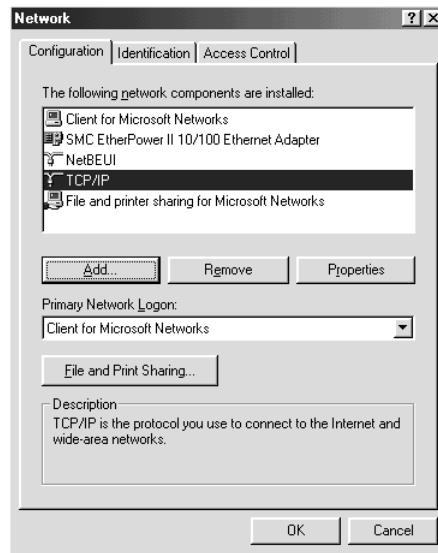 Network
Configuration Identification Access Control
The following network components are installed:
Client for Microsoft Networks
SMC EtherPower II 10/100 Ethernet Adapter
NetBEUI
TCP/IP
File and printer sharing for Microsoft Networks
Add... Remove Properties
Primary Network Logon:
Client for Microsoft Networks
File and Print Sharing...
Description
TCP/IP is the protocol you use to connect to the Internet and
wide-area networks.
OK Cancel